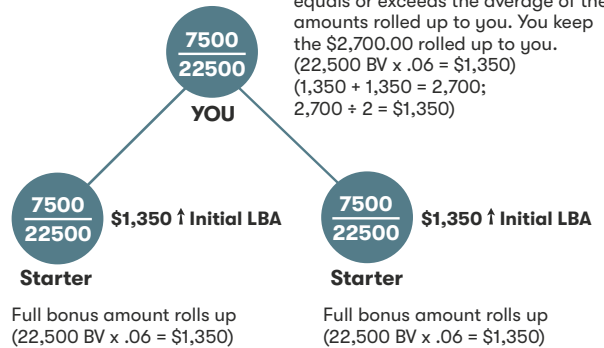 equals or exceeds the average of the
amounts rolled up to you. You keep
the $2,700.00 rolled up to you.
(22,500 BV x .06 = $1,350)
(1,350 + 1,350 = 2,700;
2,700 ÷ 2 = $1,350)
7500
22500
YOU
7500
22500
$1,350 ↑ Initial LBA
Starter
Full bonus amount rolls up
(22,500 BV x .06 = $1,350)
7500
22500
$1,350 ↑ Initial LBA
Starter
Full bonus amount rolls up
(22,500 BV x .06 = $1,350)